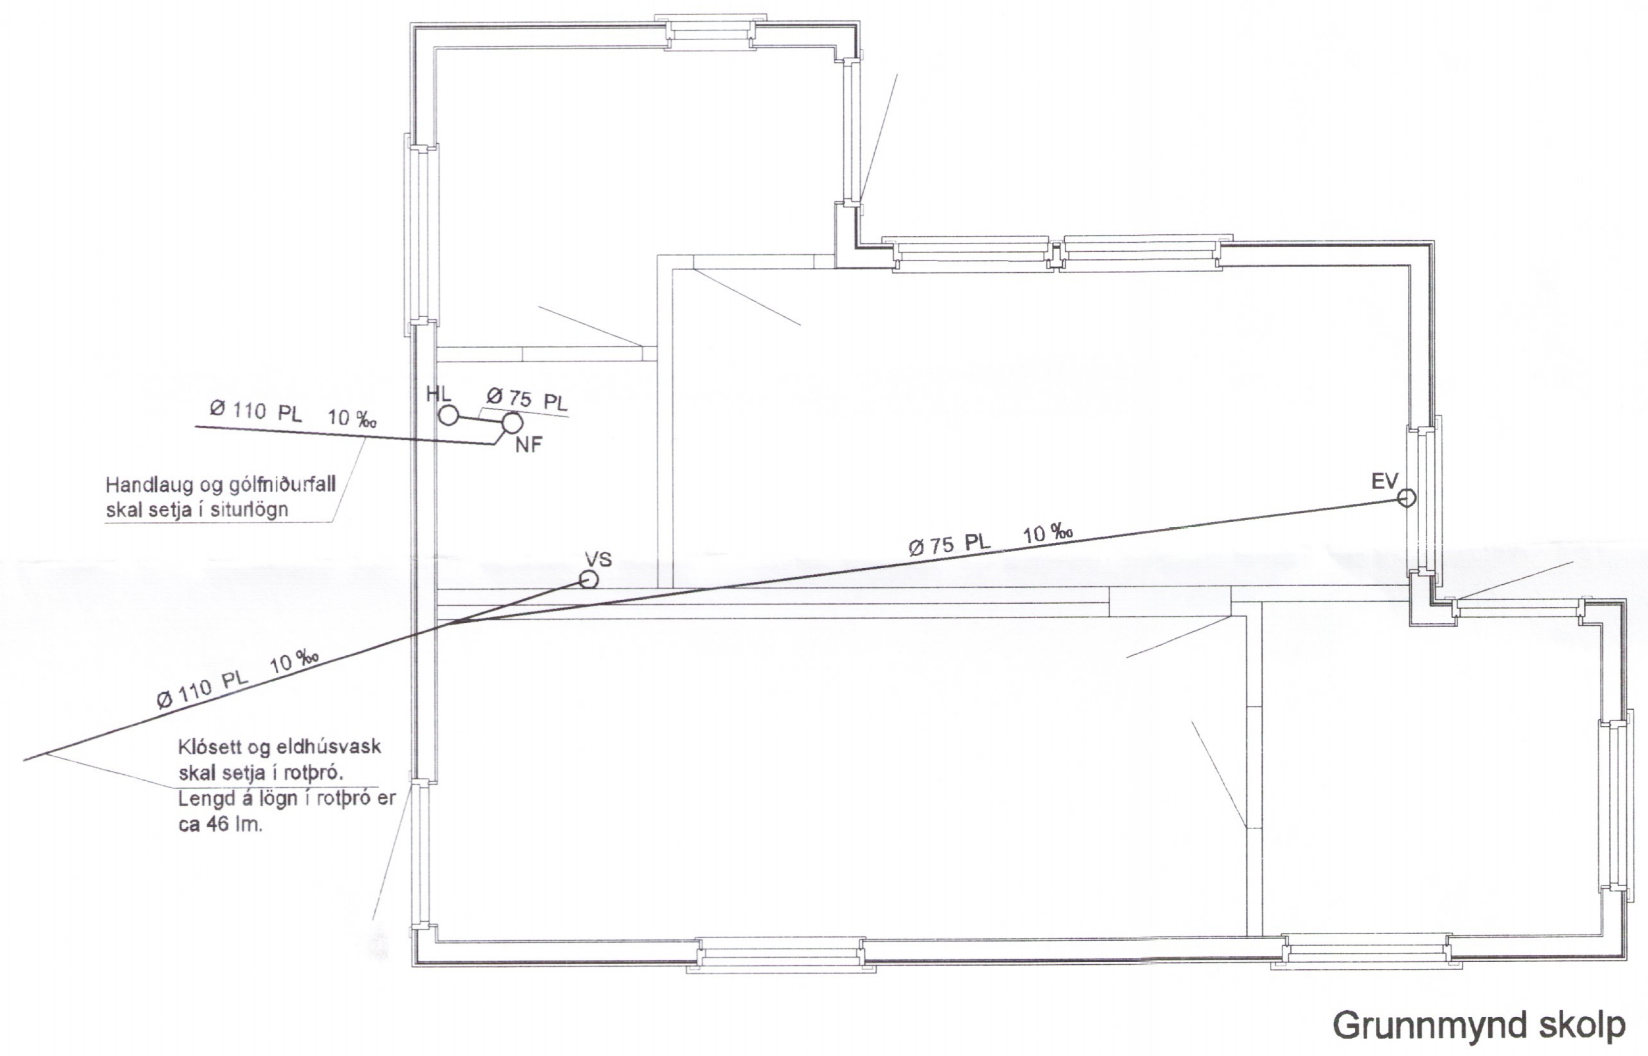 HL
Ø 75 PL
Ø 110 PL 10 ‰
NF
Handlaug og gólfniðurfall
skal setja í siturlögn
EV
Ø 75 PL 10 ‰
VS
Ø 110 PL 10 ‰
Klósett og eldhúsvask
skal setja í rotþró.
Lengd á lögn í rotþró er
ca 46 lm.
Grunnmynd skolp